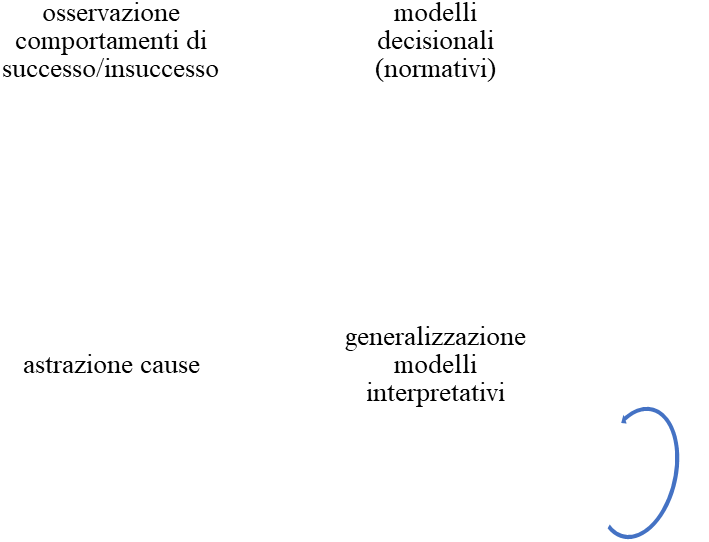 osservazione
comportamenti di
successo/insuccesso
modelli
decisionali
(normativi)
astrazione cause
generalizzazione
modelli
interpretativi